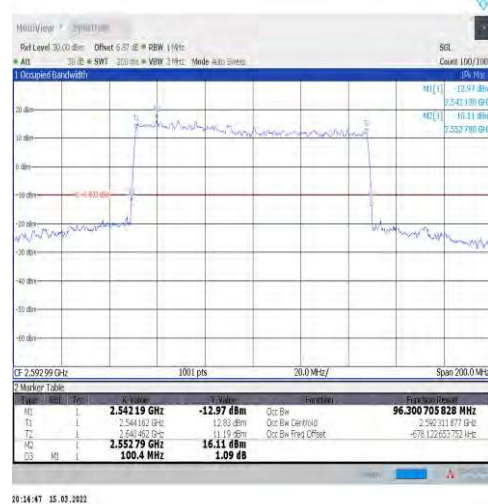 MultiView
Ref Level 30.00 dBm Offset 6.87 dB RBW 1 MHz SGL
Att 30 dB SWT 200 ms VBW 3 MHz Mode Auto Sweep Count 100/100
1 Occupied Bandwidth 1Pk Max
M1[1] -12.97 dBm
2.542 190 GHz
M2[1] 16.11 dBm
2.552 790 GHz
20 dBm
10 dBm
0 dBm
-10 dBm
-20 dBm
-30 dBm
-40 dBm
-50 dBm
-60 dBm
CF 2.592 99 GHz 1001 pts 20.0 MHz/ Span 200.0 MHz
2 Marker Table
Type Ref Trc X Value Y Value Function Function Result
M1 1 2.542 19 GHz -12.97 dBm Occ Bw 96.300 705 828 MHz
T1 1 2.544 162 GHz 12.83 dBm Occ Bw Centroid 2.592 311 877 GHz
T2 1 2.640 462 GHz 11.19 dBm Occ Bw Freq Offset -678.122 653 752 kHz
M2 1 2.552 79 GHz 16.11 dBm
D3 M1 1 100.4 MHz 1.09 dB
20:16:47 15.03.2022